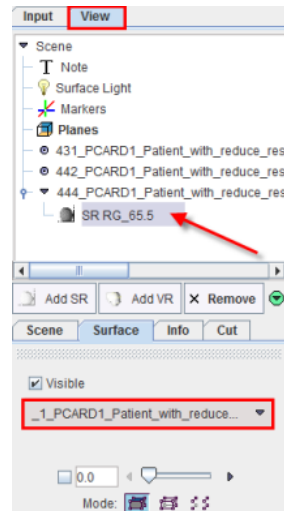 Input View
Scene
Note
Surface Light
Markers
Planes
431_PCARD1_Patient_with_reduce_res
442_PCARD1_Patient_with_reduce_res
444_PCARD1_Patient_with_reduce_res
SR RG_65.5
Add SR Add VR Remove
Scene Surface Info Cut
Visible
_1_PCARD1_Patient_with_reduce...
0.0
Mode: